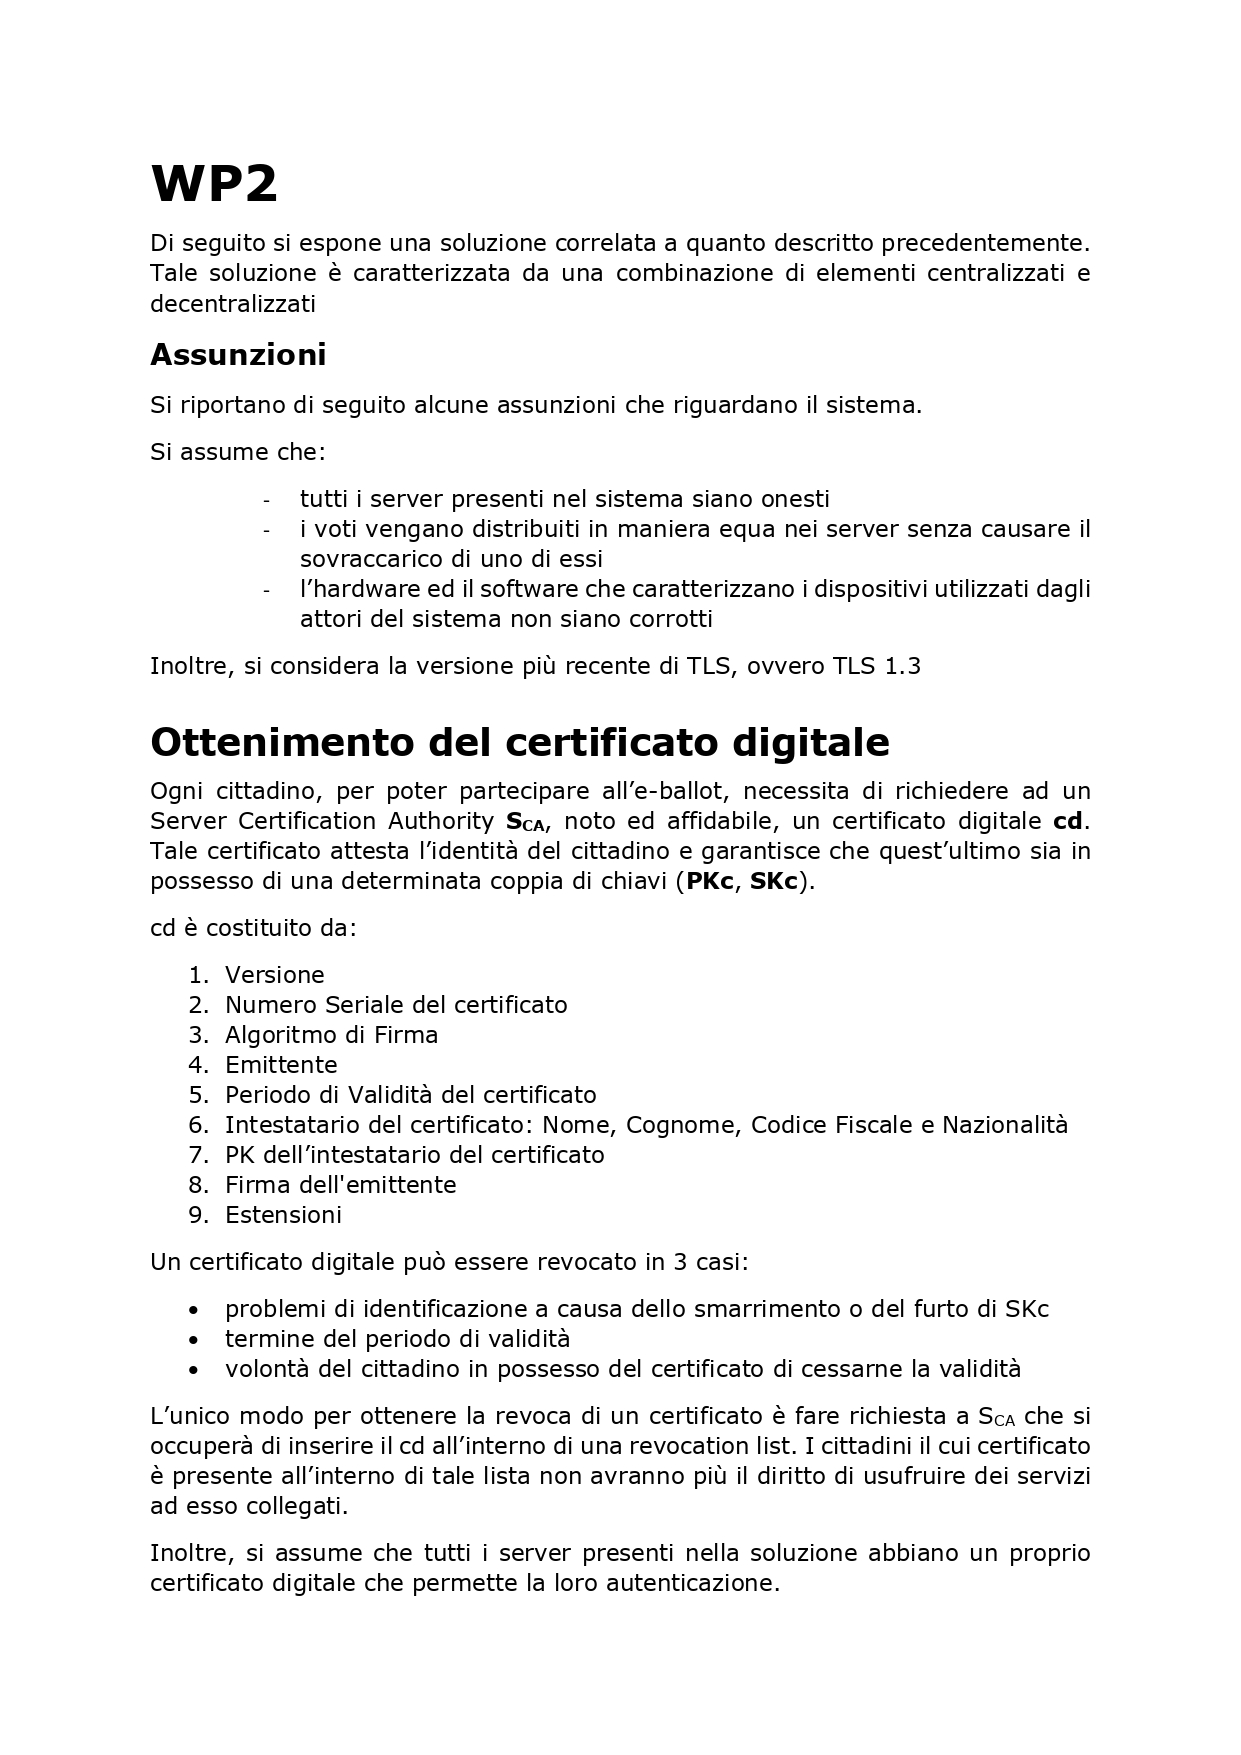 WP2
Di seguito si espone una soluzione correlata a quanto descritto precedentemente.
Tale soluzione è caratterizzata da una combinazione di elementi centralizzati e
decentralizzati
Assunzioni
Si riportano di seguito alcune assunzioni che riguardano il sistema.
Si assume che:
- tutti i server presenti nel sistema siano onesti
- i voti vengano distribuiti in maniera equa nei server senza causare il
sovraccarico di uno di essi
- l’hardware ed il software che caratterizzano i dispositivi utilizzati dagli
attori del sistema non siano corrotti
Inoltre, si considera la versione più recente di TLS, ovvero TLS 1.3
Ottenimento del certificato digitale
Ogni cittadino, per poter partecipare all’e-ballot, necessita di richiedere ad un
Server Certification Authority SCA, noto ed affidabile, un certificato digitale cd.
Tale certificato attesta l’identità del cittadino e garantisce che quest’ultimo sia in
possesso di una determinata coppia di chiavi (PKc, SKc).
cd è costituito da:
1. Versione
2. Numero Seriale del certificato
3. Algoritmo di Firma
4. Emittente
5. Periodo di Validità del certificato
6. Intestatario del certificato: Nome, Cognome, Codice Fiscale e Nazionalità
7. PK dell’intestatario del certificato
8. Firma dell'emittente
9. Estensioni
Un certificato digitale può essere revocato in 3 casi:
• problemi di identificazione a causa dello smarrimento o del furto di SKc
• termine del periodo di validità
• volontà del cittadino in possesso del certificato di cessarne la validità
L’unico modo per ottenere la revoca di un certificato è fare richiesta a SCA che si
occuperà di inserire il cd all’interno di una revocation list. I cittadini il cui certificato
è presente all’interno di tale lista non avranno più il diritto di usufruire dei servizi
ad esso collegati.
Inoltre, si assume che tutti i server presenti nella soluzione abbiano un proprio
certificato digitale che permette la loro autenticazione.